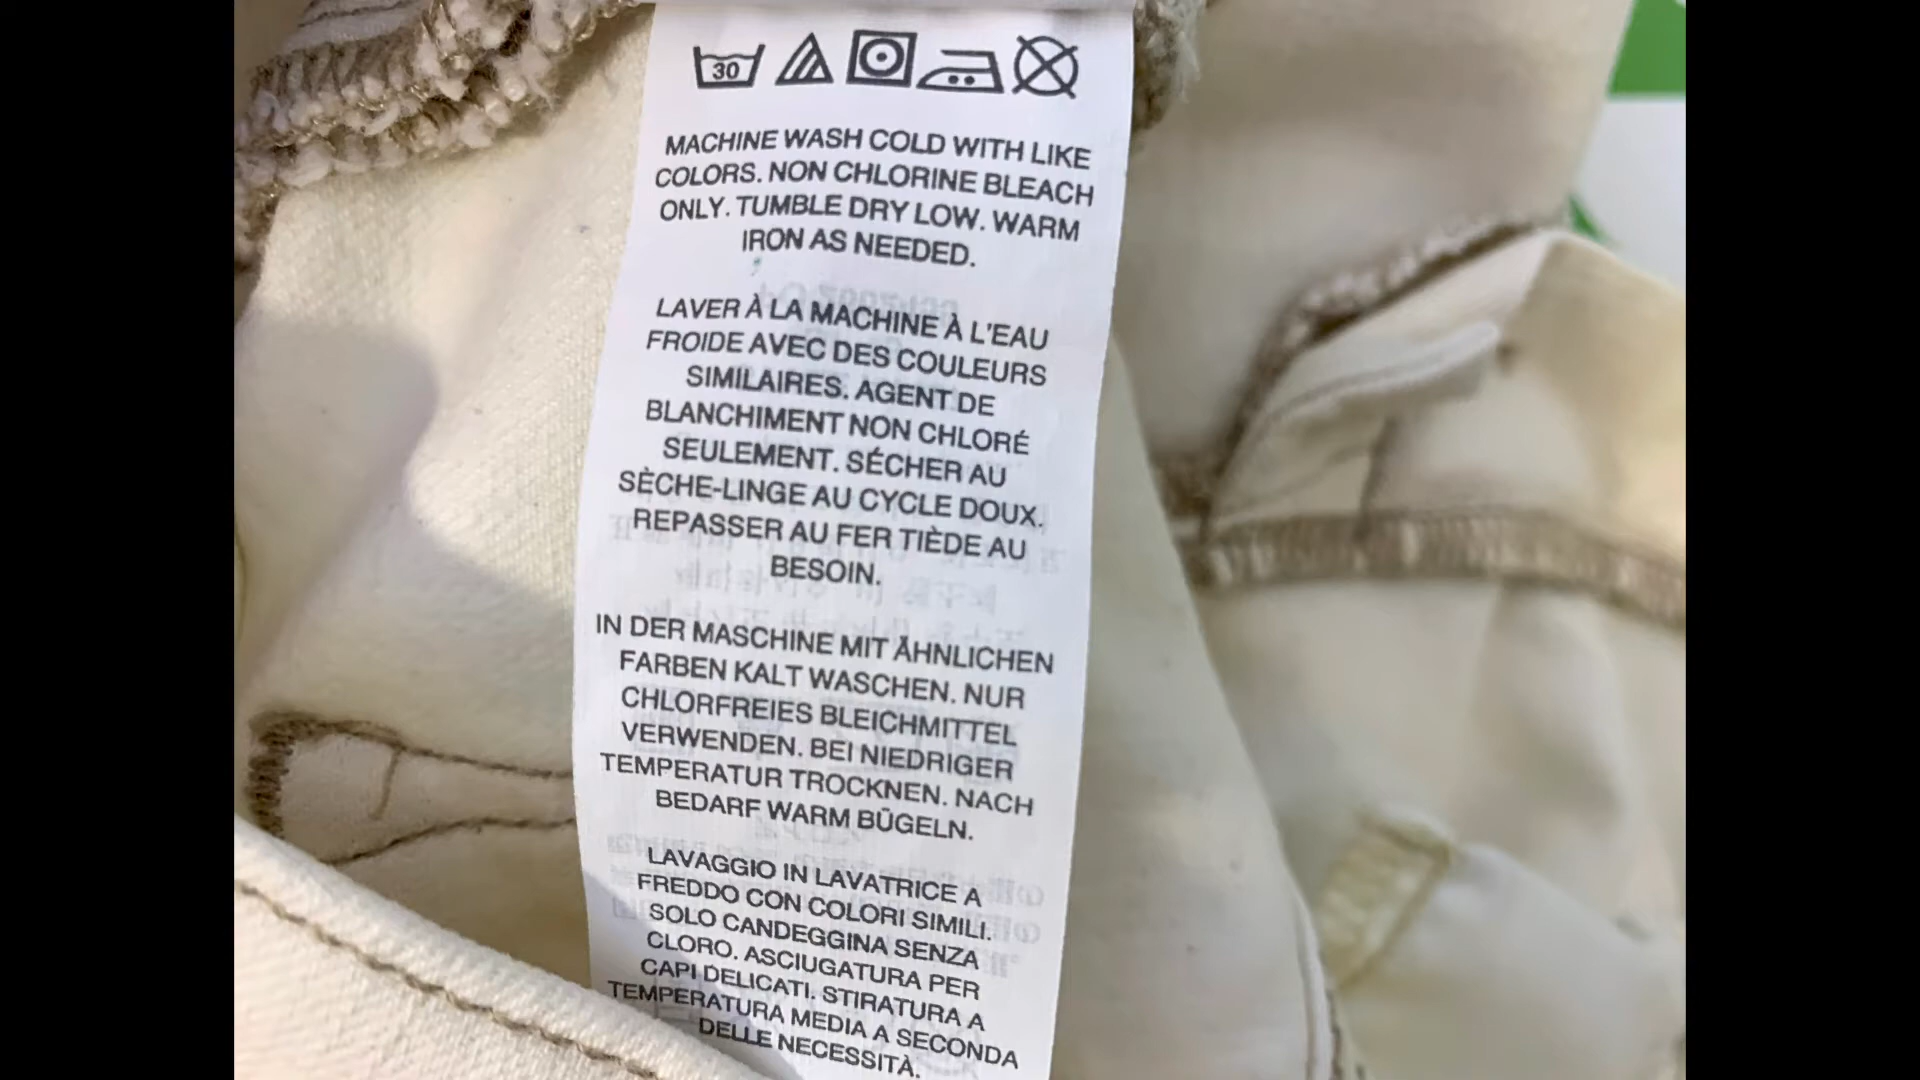 30
MACHINE WASH COLD WITH LIKE
COLORS. NON CHLORINE BLEACH
ONLY. TUMBLE DRY LOW. WARM
IRON AS NEEDED.
LAVER À LA MACHINE À L'EAU
FROIDE AVEC DES COULEURS
SIMILAIRES. AGENT DE
BLANCHIMENT NON CHLORÉ
SEULEMENT. SÉCHER AU
SÈCHE-LINGE AU CYCLE DOUX.
REPASSER AU FER TIÈDE AU
BESOIN.
IN DER MASCHINE MIT ÄHNLICHEN
FARBEN KALT WASCHEN. NUR
CHLORFREIES BLEICHMITTEL
VERWENDEN. BEI NIEDRIGER
TEMPERATUR TROCKNEN. NACH
BEDARF WARM BÜGELN.
LAVAGGIO IN LAVATRICE A
FREDDO CON COLORI SIMILI.
SOLO CANDEGGINA SENZA
CLORO. ASCIUGATURA PER
CAPI DELICATI. STIRATURA A
TEMPERATURA MEDIA A SECONDA
DELLE NECESSITÀ.